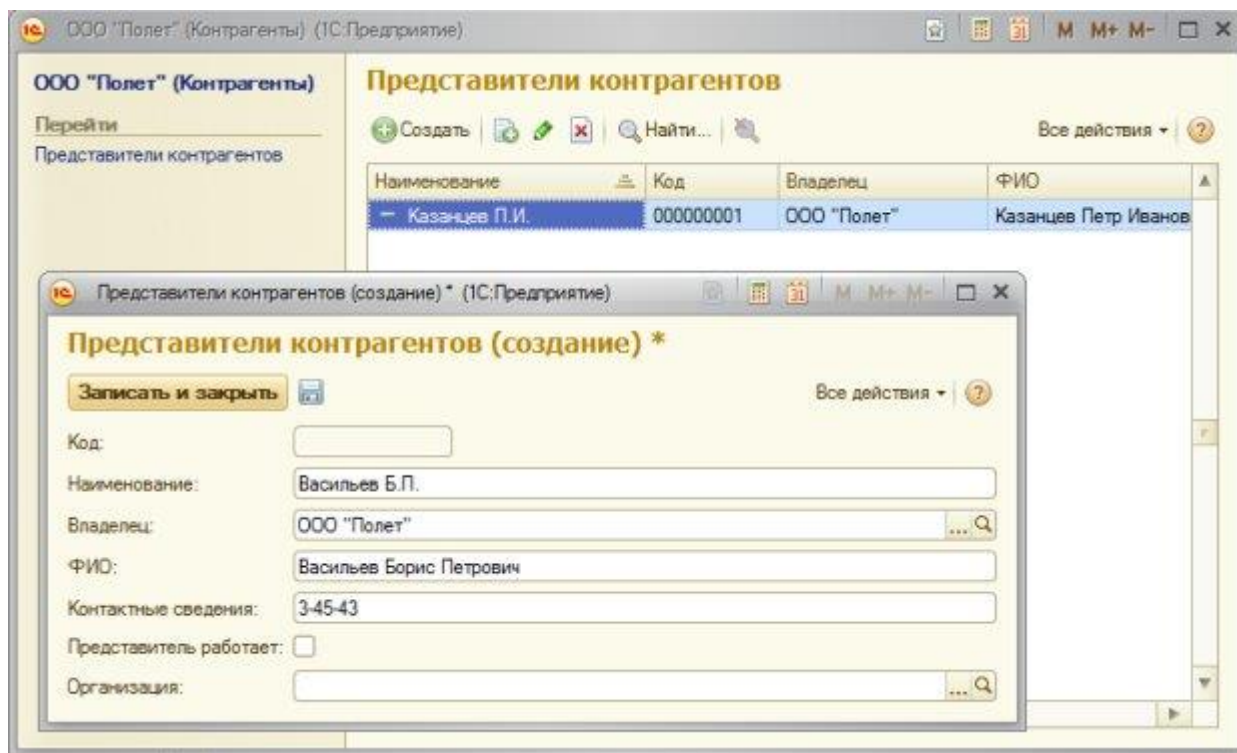 ООО "Полет" (Контрагенты) (1С:Предприятие)
M M+ M-
ООО "Полет" (Контрагенты)
Перейти
Представители контрагентов
Представители контрагентов
Создать Найти... Все действия
Наименование Код Владелец ФИО
Казанцев П.И. 000000001 ООО "Полет" Казанцев Петр Иванов
Представители контрагентов (создание) * (1С:Предприятие)
M M+ M-
Представители контрагентов (создание) *
Записать и закрыть Все действия
Код:
Наименование: Васильев Б.П.
Владелец: ООО "Полет" ...
ФИО: Васильев Борис Петрович
Контактные сведения: 3-45-43
Представитель работает:
Организация: ...